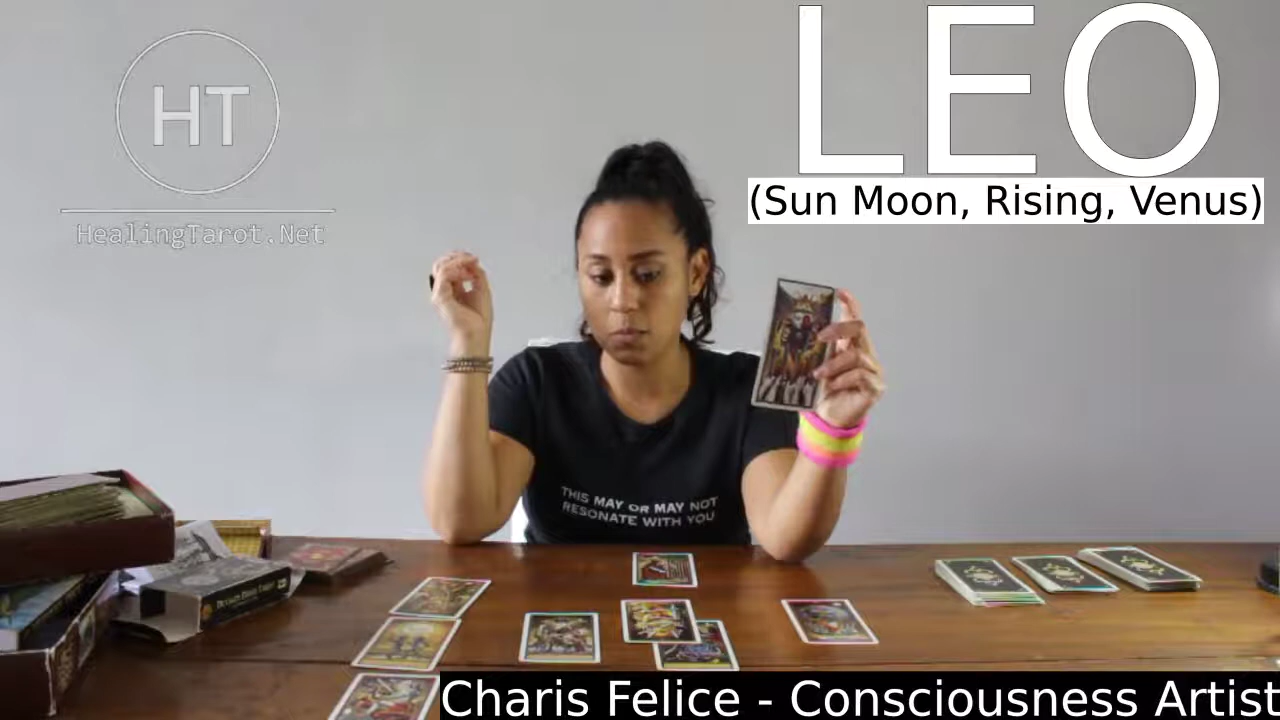 HT
HealingTarot.Net
LEO
(Sun Moon, Rising, Venus)
THIS MAY OR MAY NOT
RESONATE WITH YOU
Charis Felice - Consciousness Artist